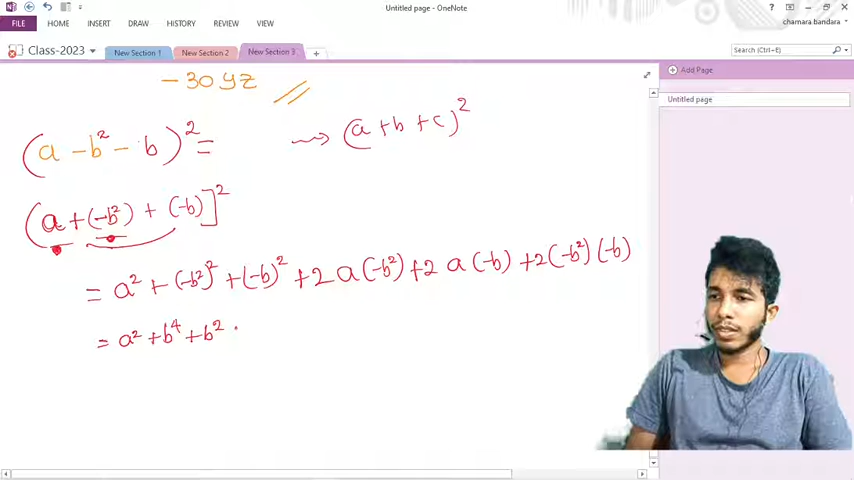 Untitled page - OneNote
FILE HOME INSERT DRAW HISTORY REVIEW VIEW
chamara bandara
Class-2023 New Section 1 New Section 2 New Section 3
Search (Ctrl+E)
Add Page
Untitled page
-30yz
(a - b² - b)² = (a + b + c)²
(a + (-b²) + (-b)]²
= a² + (-b²)² + (-b)² + 2a(-b²) + 2a(-b) + 2(-b²)(-b)
= a² + b⁴ + b²